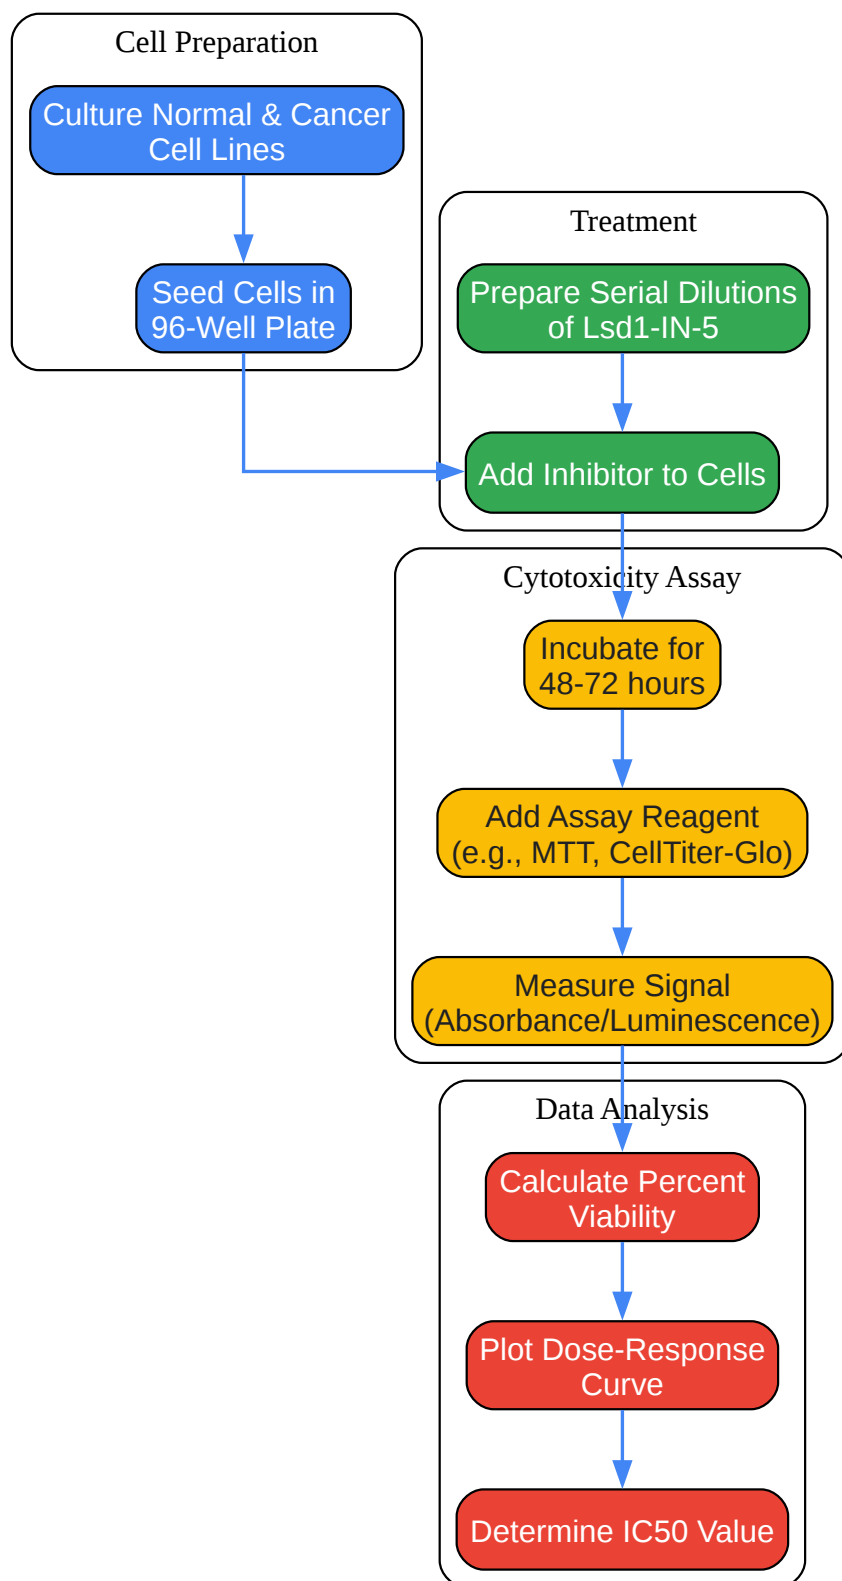 Cell Preparation
Culture Normal & Cancer
Cell Lines
Seed Cells in
96-Well Plate
Treatment
Prepare Serial Dilutions
of Lsd1-IN-5
Add Inhibitor to Cells
Cytotoxicity Assay
Incubate for
48-72 hours
Add Assay Reagent
(e.g., MTT, CellTiter-Glo)
Measure Signal
(Absorbance/Luminescence)
Data Analysis
Calculate Percent
Viability
Plot Dose-Response
Curve
Determine IC50 Value